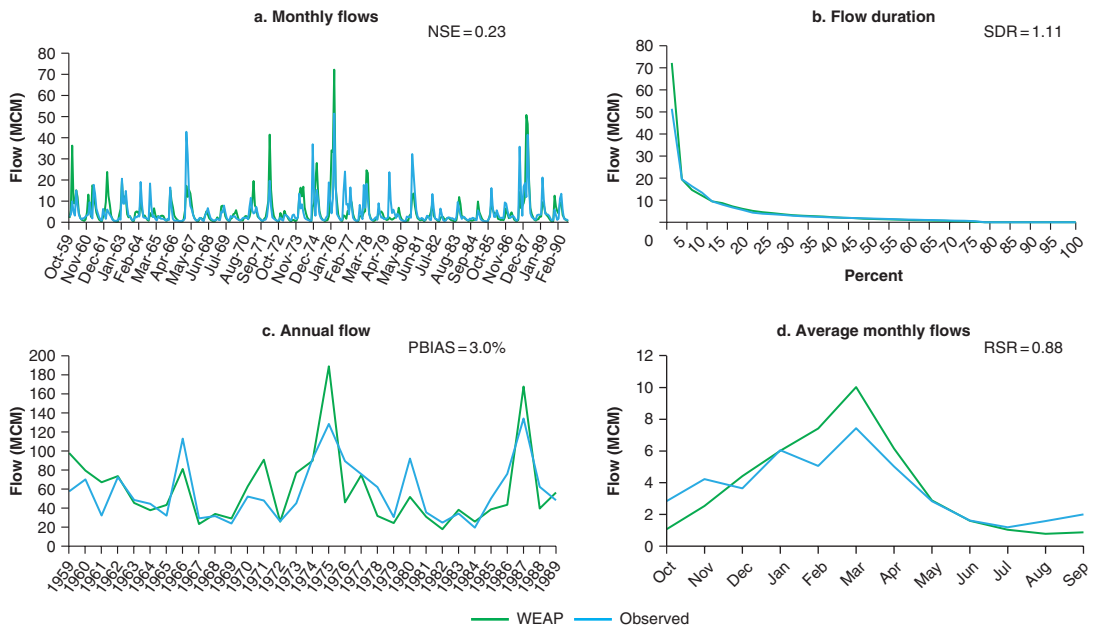 a. Monthly flows
NSE = 0.23
Flow (MCM)
80
70
60
50
40
30
20
10
0
Oct-59
Nov-60
Dec-61
Jan-63
Feb-64
Mar-65
Apr-66
May-67
Jun-68
Jul-69
Aug-70
Sep-71
Oct-72
Nov-73
Dec-74
Jan-76
Feb-77
Mar-78
Apr-79
May-80
Jun-81
Jul-82
Aug-83
Sep-84
Oct-85
Nov-86
Dec-87
Jan-89
Feb-90
b. Flow duration
SDR = 1.11
Flow (MCM)
80
70
60
50
40
30
20
10
0
5
10
15
20
25
30
35
40
45
50
55
60
65
70
75
80
85
90
95
100
Percent
c. Annual flow
PBIAS = 3.0%
Flow (MCM)
200
180
160
140
120
100
80
60
40
20
0
1959
1960
1961
1962
1963
1964
1965
1966
1967
1968
1969
1970
1971
1972
1973
1974
1975
1976
1977
1978
1979
1980
1981
1982
1983
1984
1985
1986
1987
1988
1989
d. Average monthly flows
RSR = 0.88
Flow (MCM)
12
10
8
6
4
2
0
Oct
Nov
Dec
Jan
Feb
Mar
Apr
May
Jun
Jul
Aug
Sep
WEAP
Observed